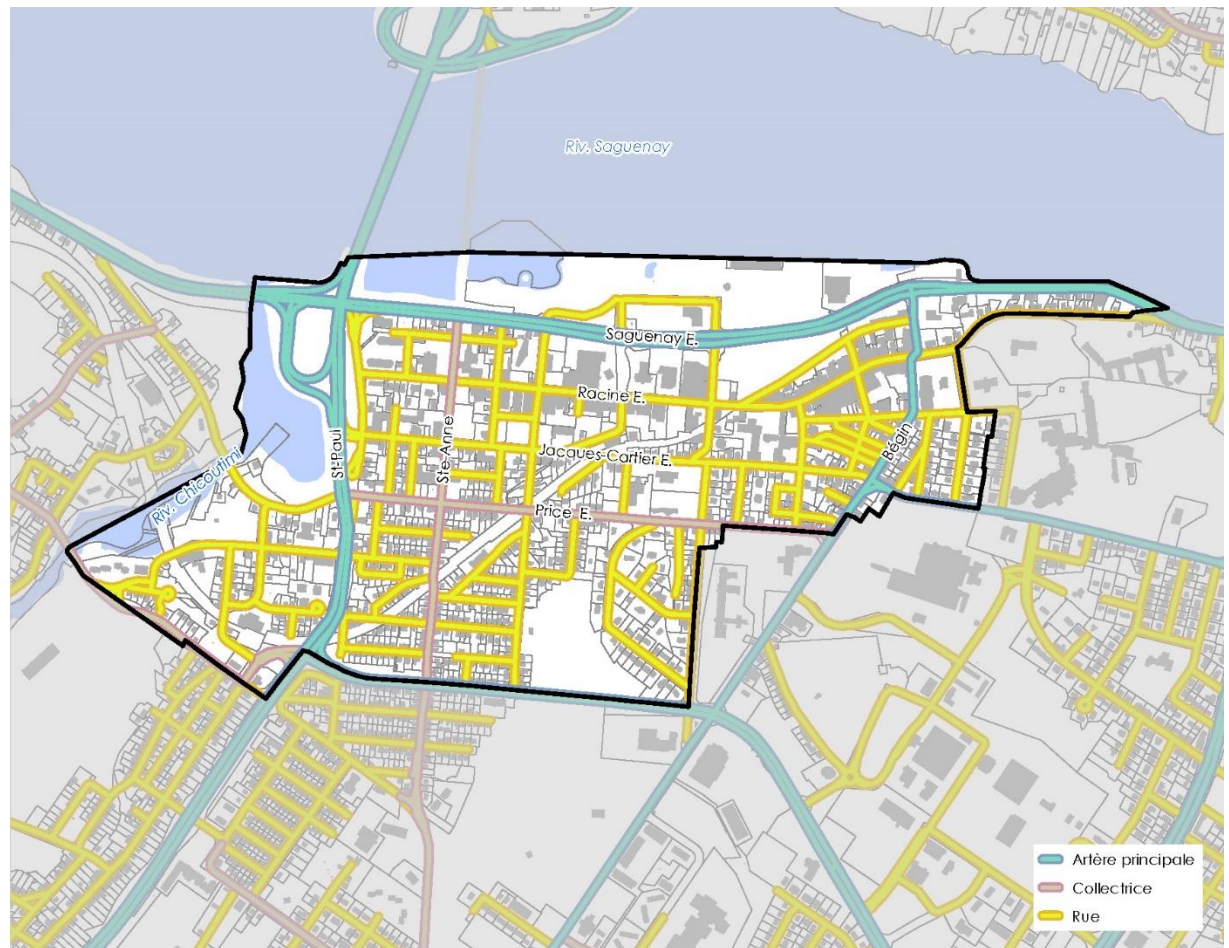 Riv. Saguenay
Saguenay E.
Racine E.
Ste-Anne
St-Paul
Bégin
Jacques-Cartier E.
Riv. Chicoutimi
Price E.
Artère principale
Collectrice
Rue